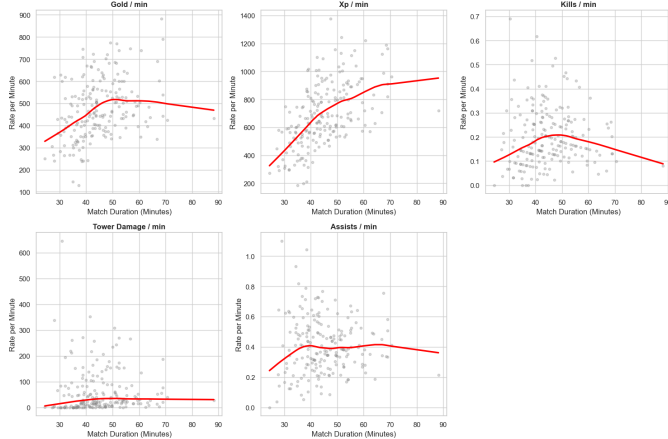 Gold / min
Xp / min
Kills / min
Rate per Minute
900
800
700
600
500
400
300
200
100
30 40 50 60 70 80 90
Match Duration (Minutes)
Rate per Minute
1400
1200
1000
800
600
400
200
30 40 50 60 70 80 90
Match Duration (Minutes)
Rate per Minute
0.7
0.6
0.5
0.4
0.3
0.2
0.1
0.0
30 40 50 60 70 80 90
Match Duration (Minutes)
Tower Damage / min
Assists / min
Rate per Minute
600
500
400
300
200
100
0
30 40 50 60 70 80 90
Match Duration (Minutes)
Rate per Minute
1.0
0.8
0.6
0.4
0.2
0.0
30 40 50 60 70 80 90
Match Duration (Minutes)